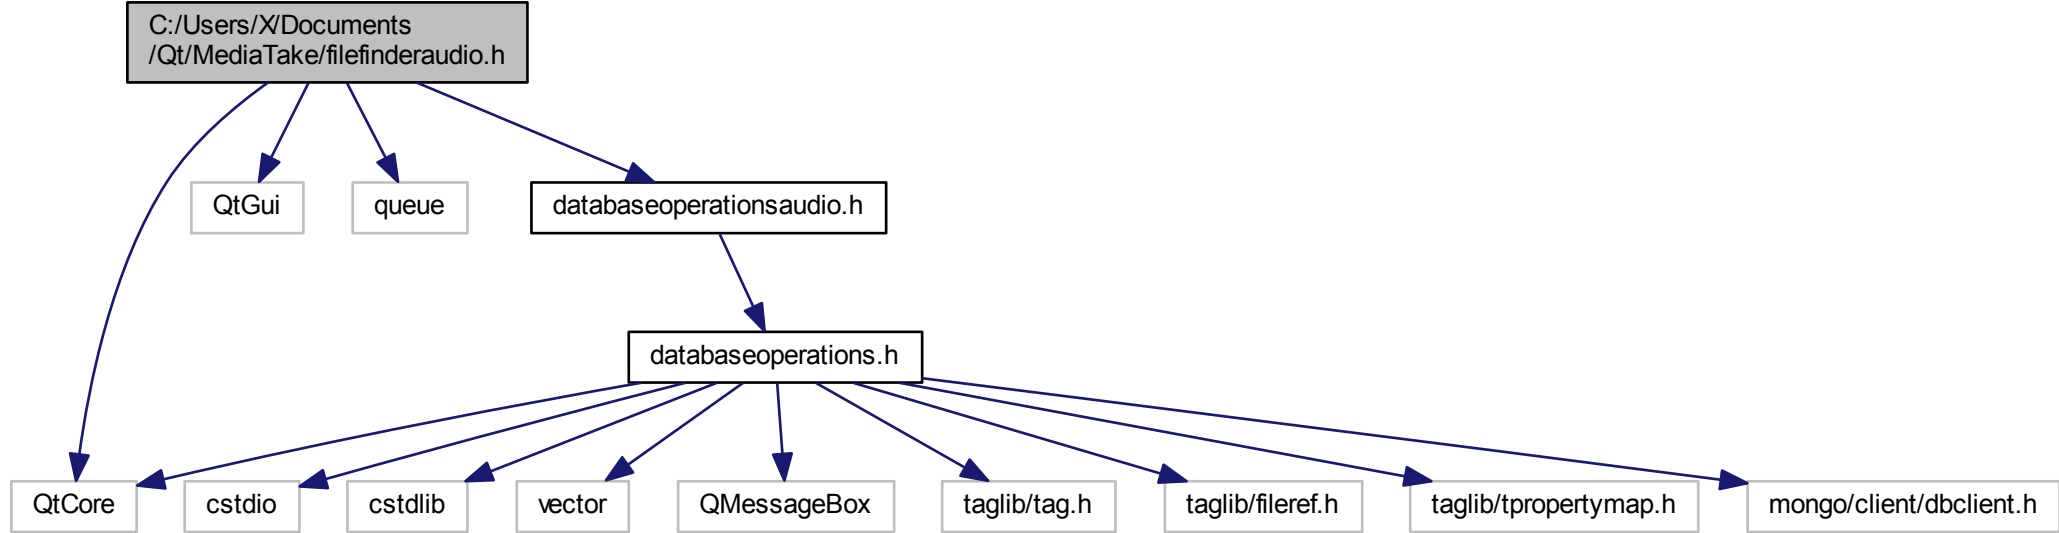 C:/Users/X/Documents
/Qt/MediaTake/filefinderaudio.h
QtGui
queue
databaseoperationsaudio.h
databaseoperations.h
QtCore
cstdio
cstdlib
vector
QMessageBox
taglib/tag.h
taglib/fileref.h
taglib/tpropertymap.h
mongo/client/dbclient.h